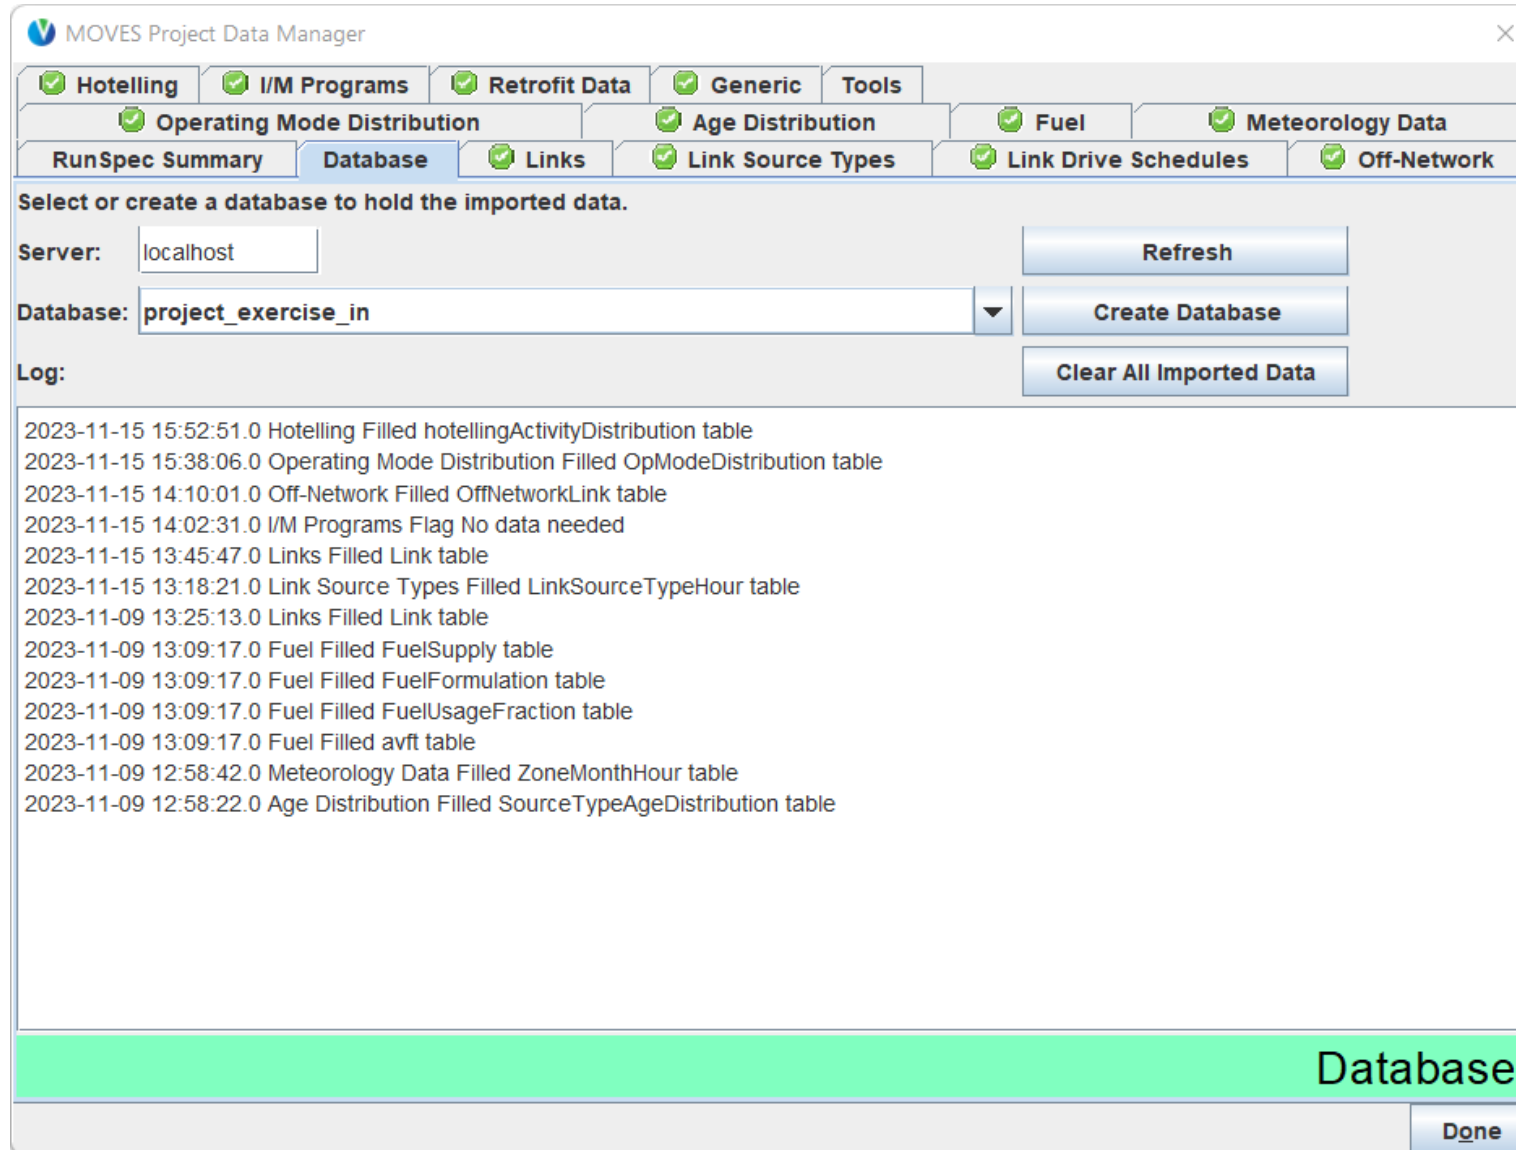 MOVES Project Data Manager
Hotelling I/M Programs Retrofit Data Generic Tools
Operating Mode Distribution Age Distribution Fuel Meteorology Data
RunSpec Summary Database Links Link Source Types Link Drive Schedules Off-Network
Select or create a database to hold the imported data.
Server: localhost Refresh
Database: project_exercise_in Create Database
Log: Clear All Imported Data
2023-11-15 15:52:51.0 Hotelling Filled hotellingActivityDistribution table
2023-11-15 15:38:06.0 Operating Mode Distribution Filled OpModeDistribution table
2023-11-15 14:10:01.0 Off-Network Filled OffNetworkLink table
2023-11-15 14:02:31.0 I/M Programs Flag No data needed
2023-11-15 13:45:47.0 Links Filled Link table
2023-11-15 13:18:21.0 Link Source Types Filled LinkSourceTypeHour table
2023-11-09 13:25:13.0 Links Filled Link table
2023-11-09 13:09:17.0 Fuel Filled FuelSupply table
2023-11-09 13:09:17.0 Fuel Filled FuelFormulation table
2023-11-09 13:09:17.0 Fuel Filled FuelUsageFraction table
2023-11-09 13:09:17.0 Fuel Filled avft table
2023-11-09 12:58:42.0 Meteorology Data Filled ZoneMonthHour table
2023-11-09 12:58:22.0 Age Distribution Filled SourceTypeAgeDistribution table
Database
Done